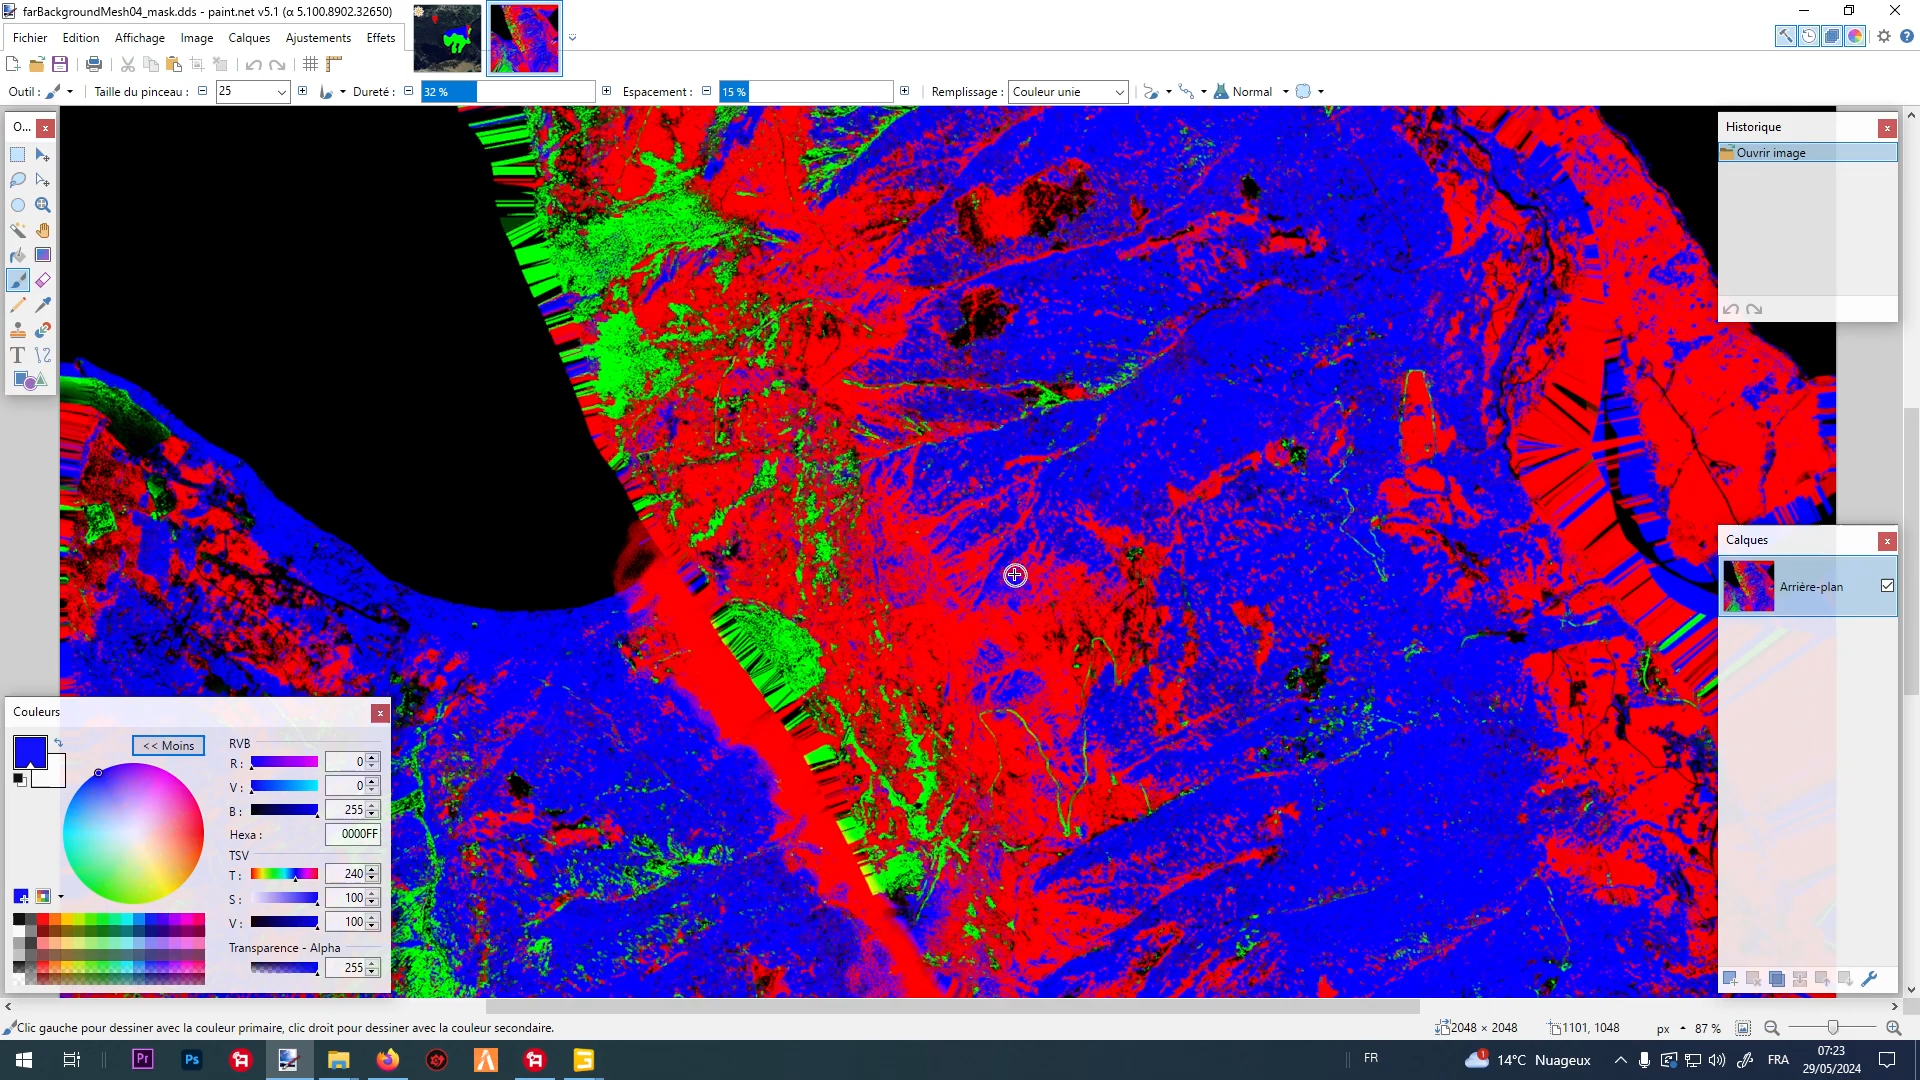 farBackgroundMesh04_mask.dds - paint.net v5.1 (α 5.100.8902.32650)
Fichier Edition Affichage Image Calques Ajustements Effets
Outil : Taille du pinceau : 25 Dureté : 32 % Espacement : 15 % Remplissage : Couleur unie Normal
O...
Historique
Ouvrir image
Calques
Arrière-plan
Couleurs
<< Moins
RVB
R : 0
V : 0
B : 255
Hexa : 0000FF
TSV
T : 240
S : 100
V : 100
Transparence - Alpha
255
Clic gauche pour dessiner avec la couleur primaire, clic droit pour dessiner avec la couleur secondaire.
2048 × 2048 1101, 1048 px 87 %
Pr Ps FR 1 14°C Nuageux FRA 07:23
29/05/2024